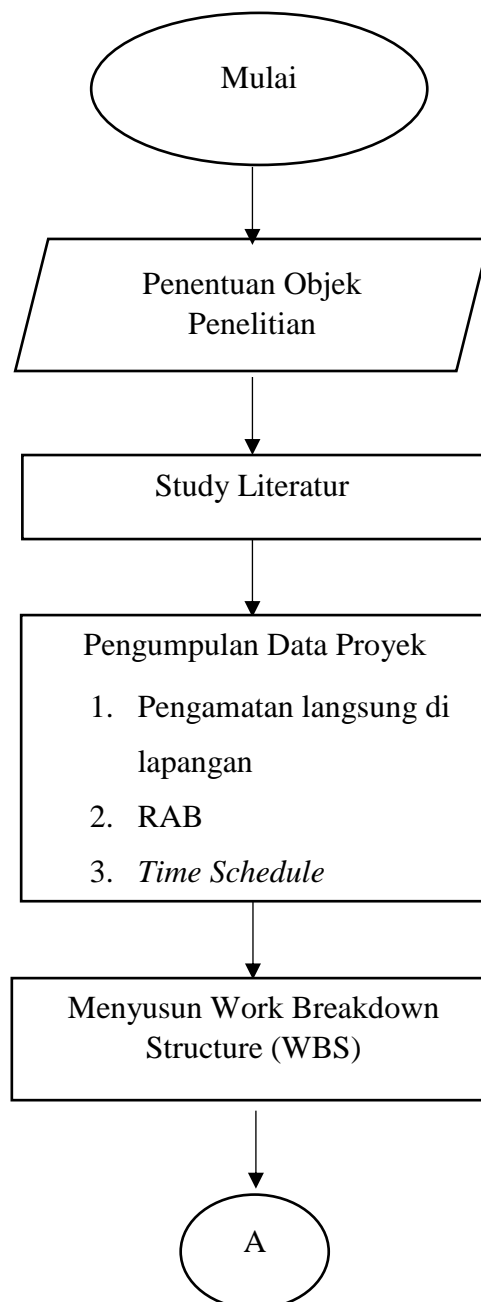 Mulai
Penentuan Objek
Penelitian
Study Literatur
Pengumpulan Data Proyek
1. Pengamatan langsung di
lapangan
2. RAB
3. Time Schedule
Menyusun Work Breakdown
Structure (WBS)
A